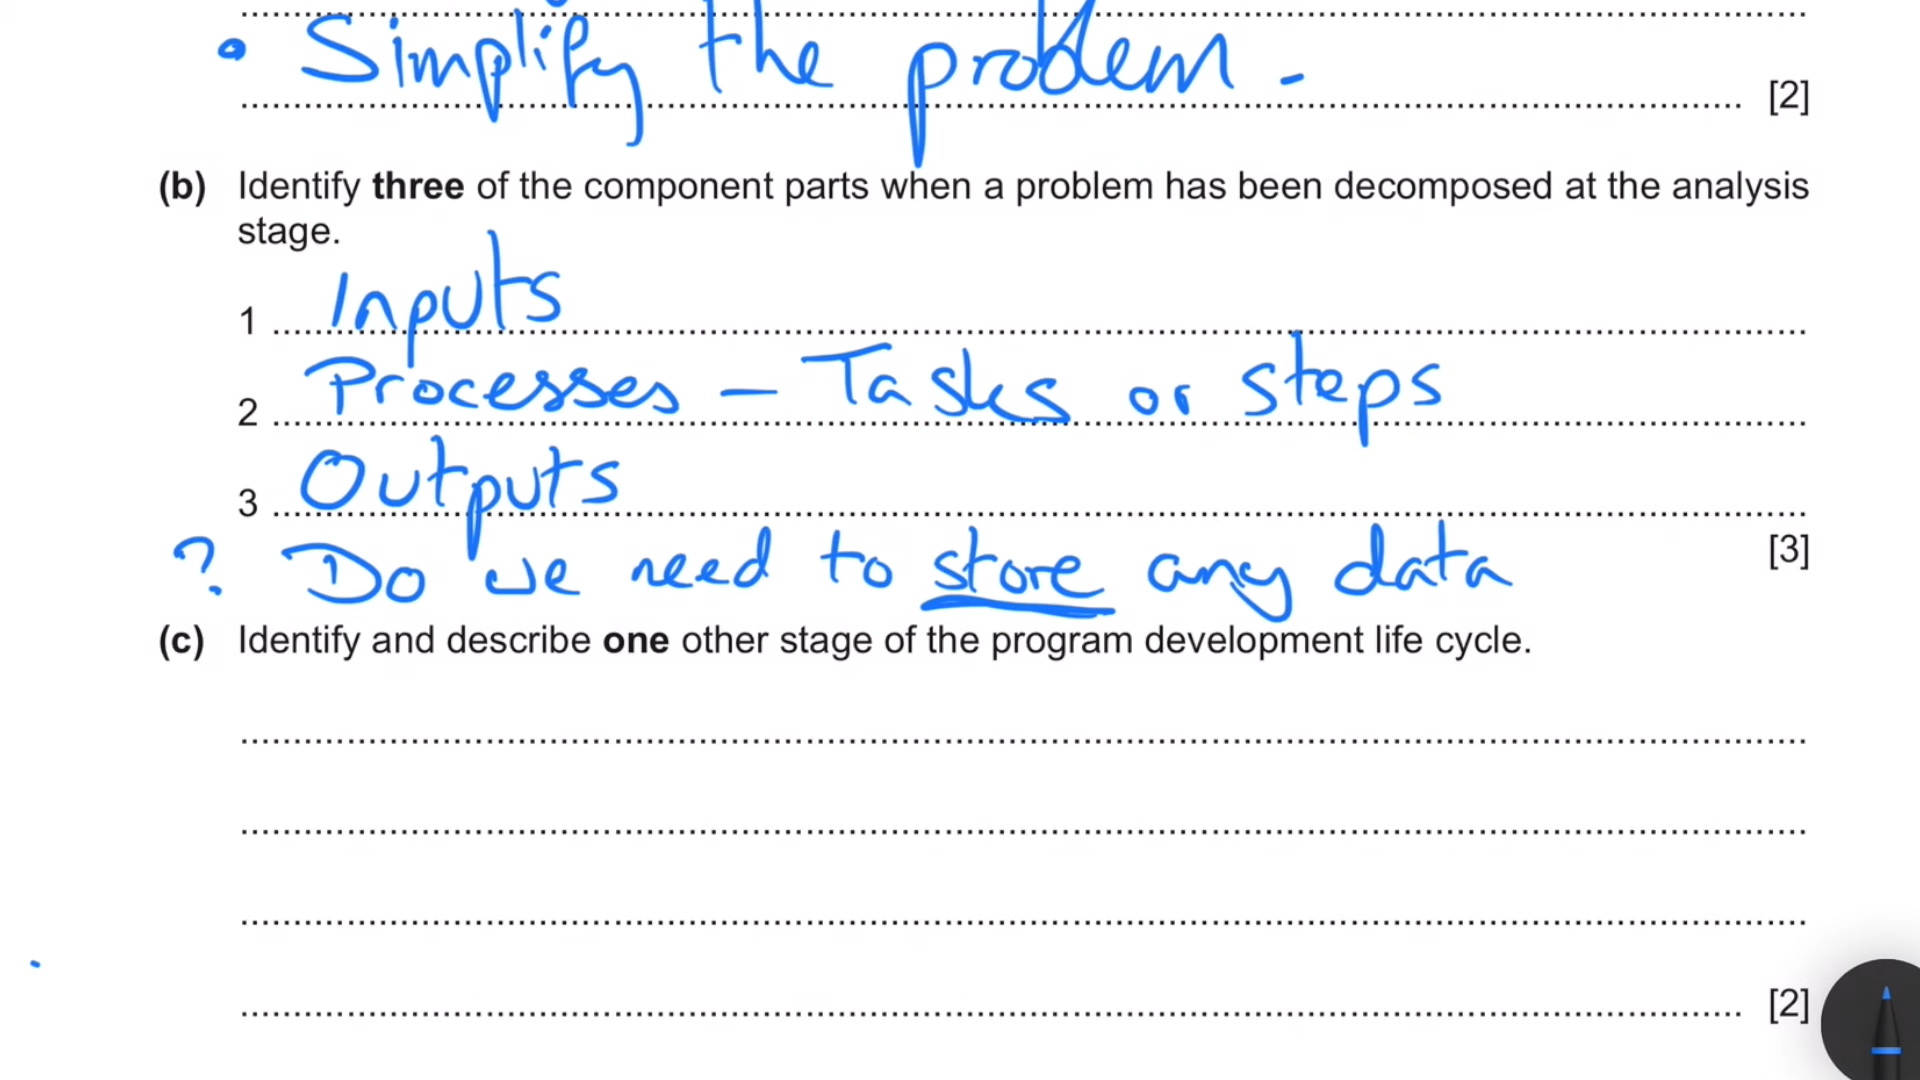 • Simplify the problem.
[2]
(b) Identify three of the component parts when a problem has been decomposed at the analysis
stage.
1 Inputs
2 Processes – Tasks or steps
3 Outputs
[3]
? Do we need to store any data
(c) Identify and describe one other stage of the program development life cycle.
[2]